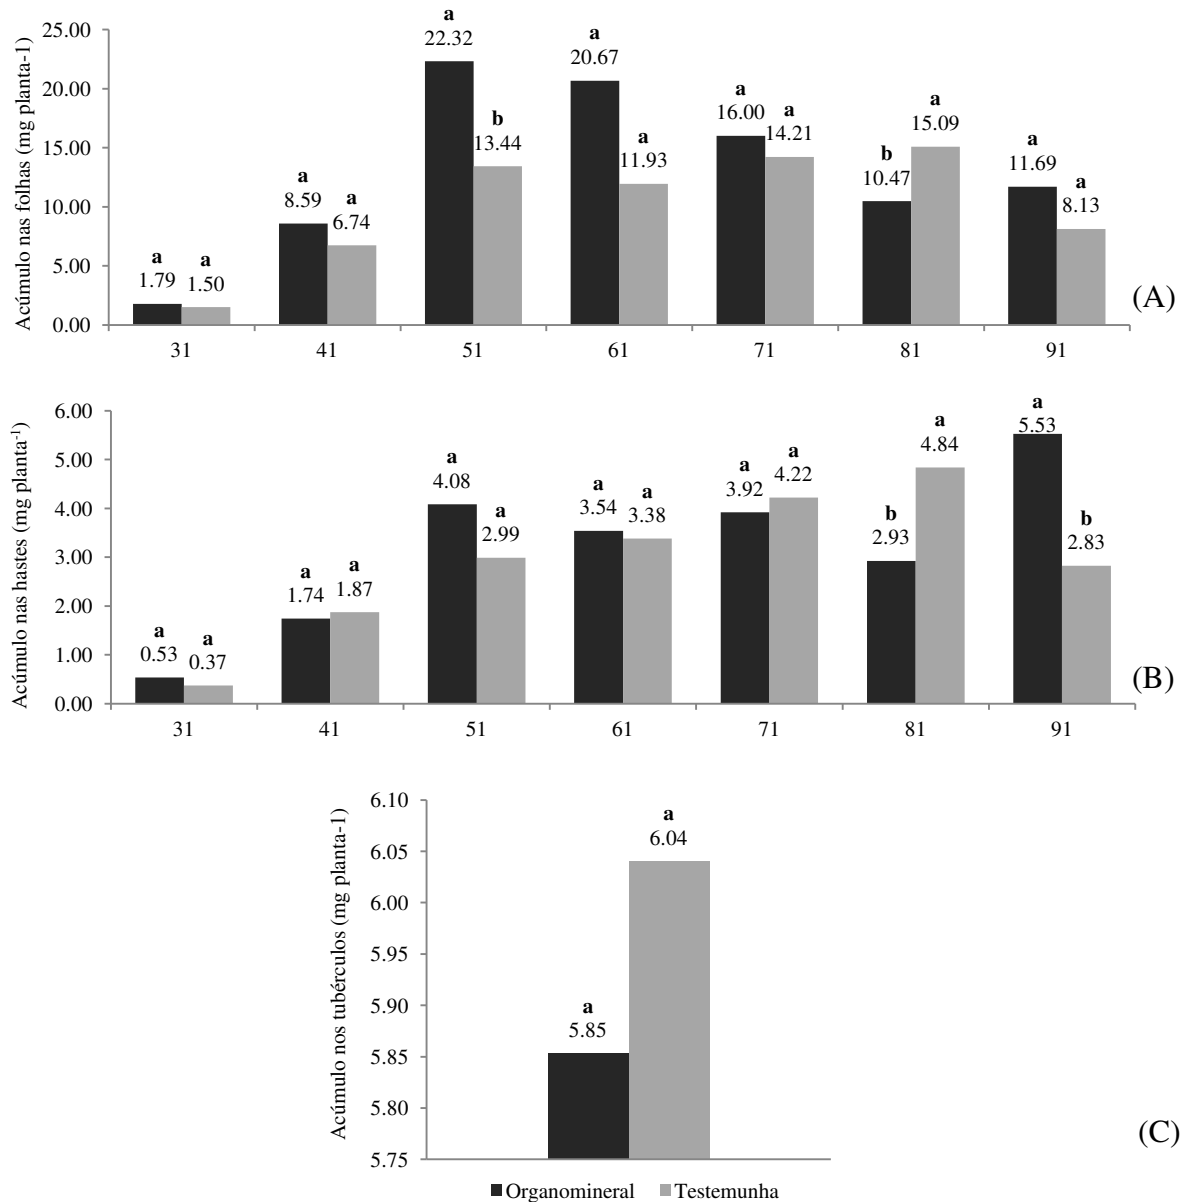 Acúmulo nas folhas (mg planta-1)
25.00
20.00
15.00
10.00
5.00
0.00
a a a a a b a a a a b a a a
1.79 1.50 8.59 6.74 22.32 13.44 20.67 11.93 16.00 14.21 10.47 15.09 11.69 8.13
31 41 51 61 71 81 91
(A)
Acúmulo nas hastes (mg planta⁻¹)
6.00
5.00
4.00
3.00
2.00
1.00
0.00
a a a a a a a a a a b a a b
0.53 0.37 1.74 1.87 4.08 2.99 3.54 3.38 3.92 4.22 2.93 4.84 5.53 2.83
31 41 51 61 71 81 91
(B)
Acúmulo nos tubérculos (mg planta-1)
6.10
6.05
6.00
5.95
5.90
5.85
5.80
5.75
a a
5.85 6.04
(C)
Organomineral Testemunha